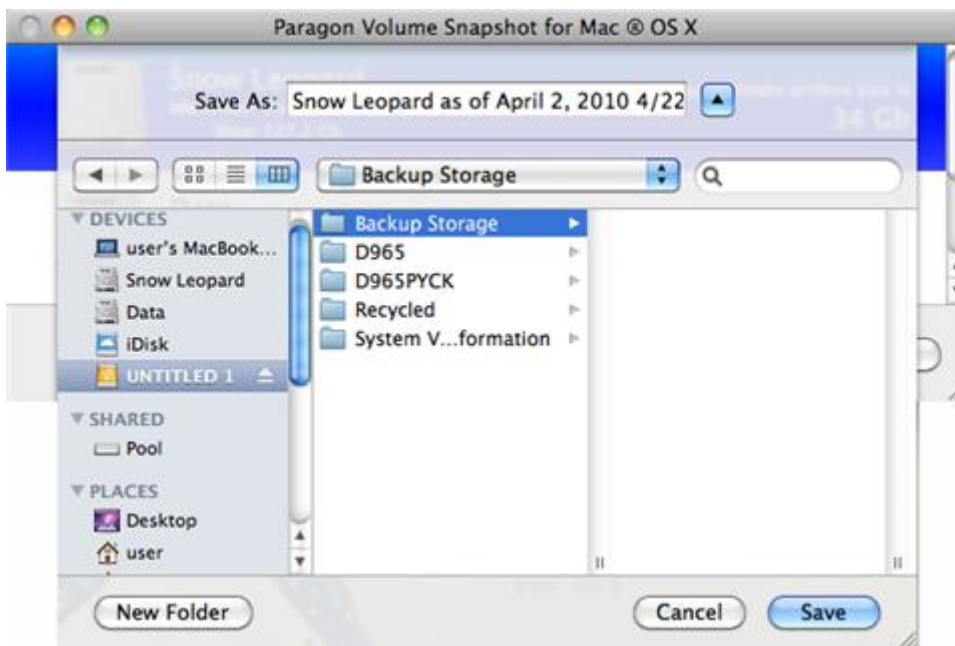 Paragon Volume Snapshot for Mac ® OS X
Snow Leopard
34 Gb
Save As: Snow Leopard as of April 2, 2010 4/22
Backup Storage
DEVICES
user's MacBook...
Snow Leopard
Data
iDisk
UNTITLED 1
SHARED
Pool
PLACES
Desktop
user
Backup Storage
D965
D965PYCK
Recycled
System V...formation
New Folder
Cancel
Save